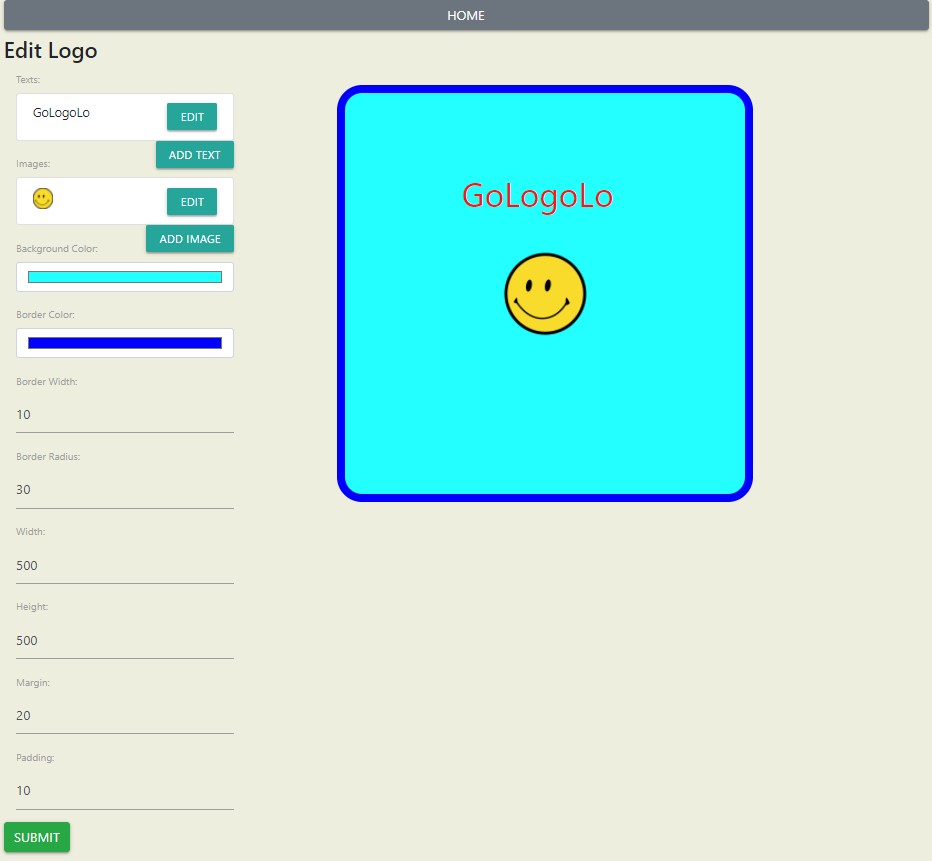 HOME
Edit Logo
Texts:
GoLogoLo
EDIT
ADD TEXT
Images:
EDIT
ADD IMAGE
Background Color:
Border Color:
Border Width:
10
Border Radius:
30
Width:
500
Height:
500
Margin:
20
Padding:
10
SUBMIT
GoLogoLo